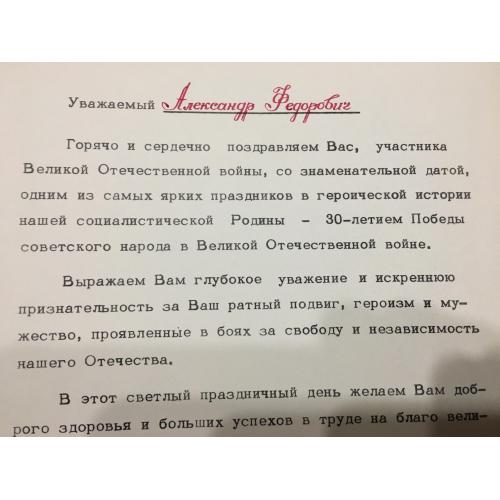 Уважаемый Александр Федорович
Горячо и сердечно поздравляем Вас, участника
Великой Отечественной войны, со знаменательной датой,
одним из самых ярких праздников в героической истории
нашей социалистической Родины - 30-летием Победы
советского народа в Великой Отечественной войне.
Выражаем Вам глубокое уважение и искреннюю
признательность за Ваш ратный подвиг, героизм и му-
жество, проявленные в боях за свободу и независимость
нашего Отечества.
В этот светлый праздничный день желаем Вам доб-
рого здоровья и больших успехов в труде на благо вели-